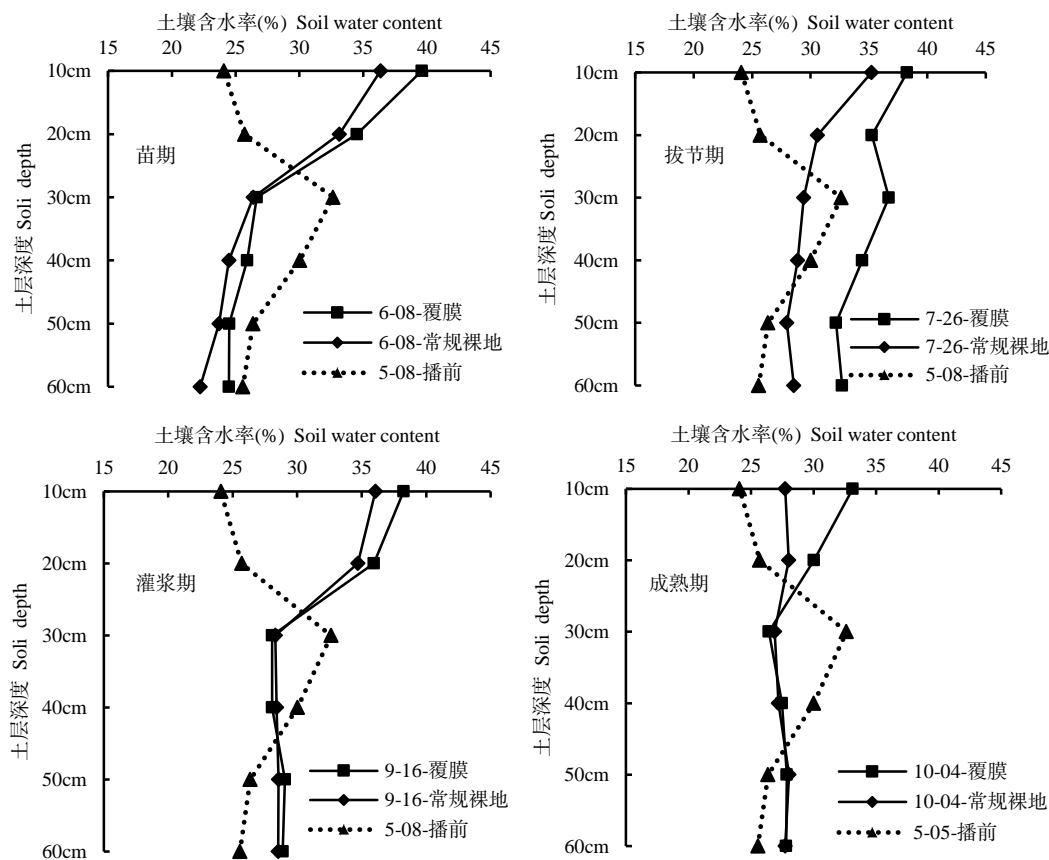 土壤含水率(%) Soil water content
15 20 25 30 35 40 45
10cm
20cm
30cm
40cm
50cm
60cm
土层深度 Soli depth
苗期
6-08-覆膜
6-08-常规裸地
5-08-播前
土壤含水率(%) Soil water content
15 20 25 30 35 40 45
10cm
20cm
30cm
40cm
50cm
60cm
土层深度 Soli depth
拔节期
7-26-覆膜
7-26-常规裸地
5-08-播前
土壤含水率(%) Soil water content
15 20 25 30 35 40 45
10cm
20cm
30cm
40cm
50cm
60cm
土层深度 Soli depth
灌浆期
9-16-覆膜
9-16-常规裸地
5-08-播前
土壤含水率(%) Soil water content
15 20 25 30 35 40 45
10cm
20cm
30cm
40cm
50cm
60cm
土层深度 Soli depth
成熟期
10-04-覆膜
10-04-常规裸地
5-05-播前